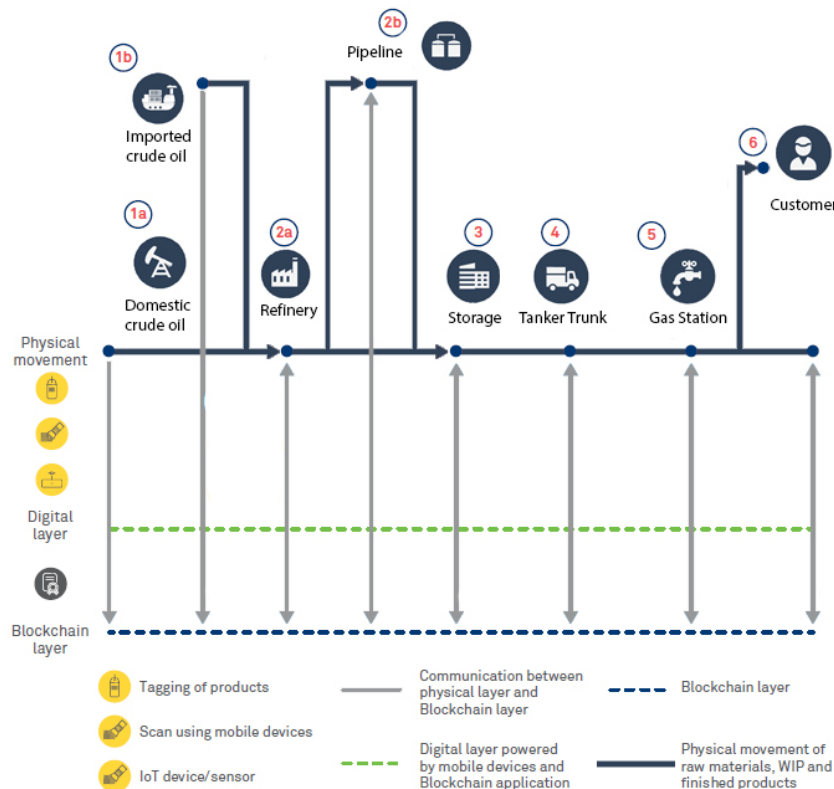 2b
Pipeline
1b
Imported
crude oil
6
Customer
1a
Domestic
crude oil
2a
Refinery
3
Storage
4
Tanker Trunk
5
Gas Station
Physical
movement
Digital
layer
Blockchain
layer
Tagging of products
Scan using mobile devices
IoT device/sensor
Communication between
physical layer and
Blockchain layer
Digital layer powered
by mobile devices and
Blockchain application
Blockchain layer
Physical movement of
raw materials, WIP and
finished products